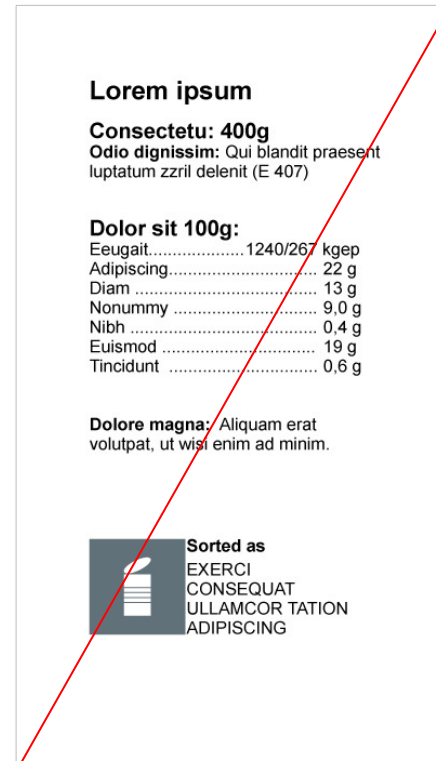 Lorem ipsum
Consectetu: 400g
Odio dignissim: Qui blandit praesent
luptatum zzril delenit (E 407)
Dolor sit 100g:
Eeugait....................1240/267 kgep
Adipiscing............................... 22 g
Diam ...................................... 13 g
Nonummy ............................... 9,0 g
Nibh ....................................... 0,4 g
Euismod ................................ 19 g
Tincidunt ............................... 0,6 g
Dolore magna: Aliquam erat
volutpat, ut wisi enim ad minim.
Sorted as
EXERCI
CONSEQUAT
ULLAMCOR TATION
ADIPISCING